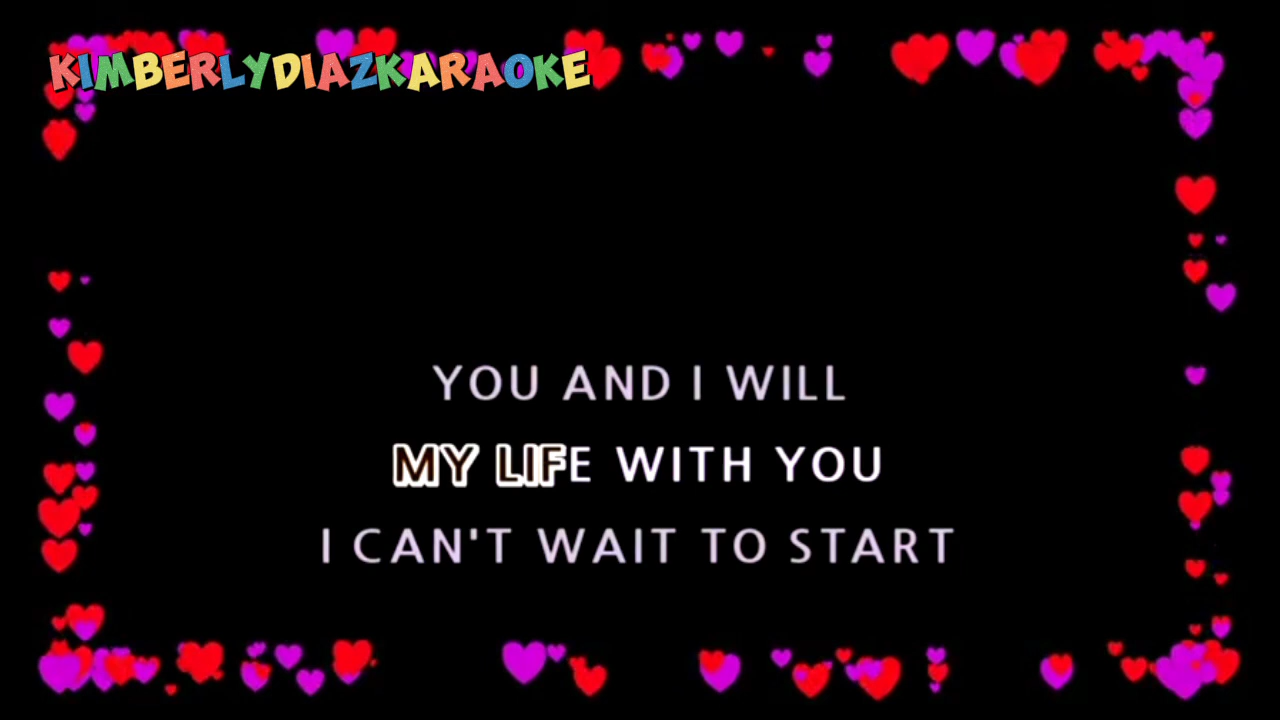 KIMBERLYDIAZKARAOKE
YOU AND I WILL
MY LIFE WITH YOU
I CAN'T WAIT TO START